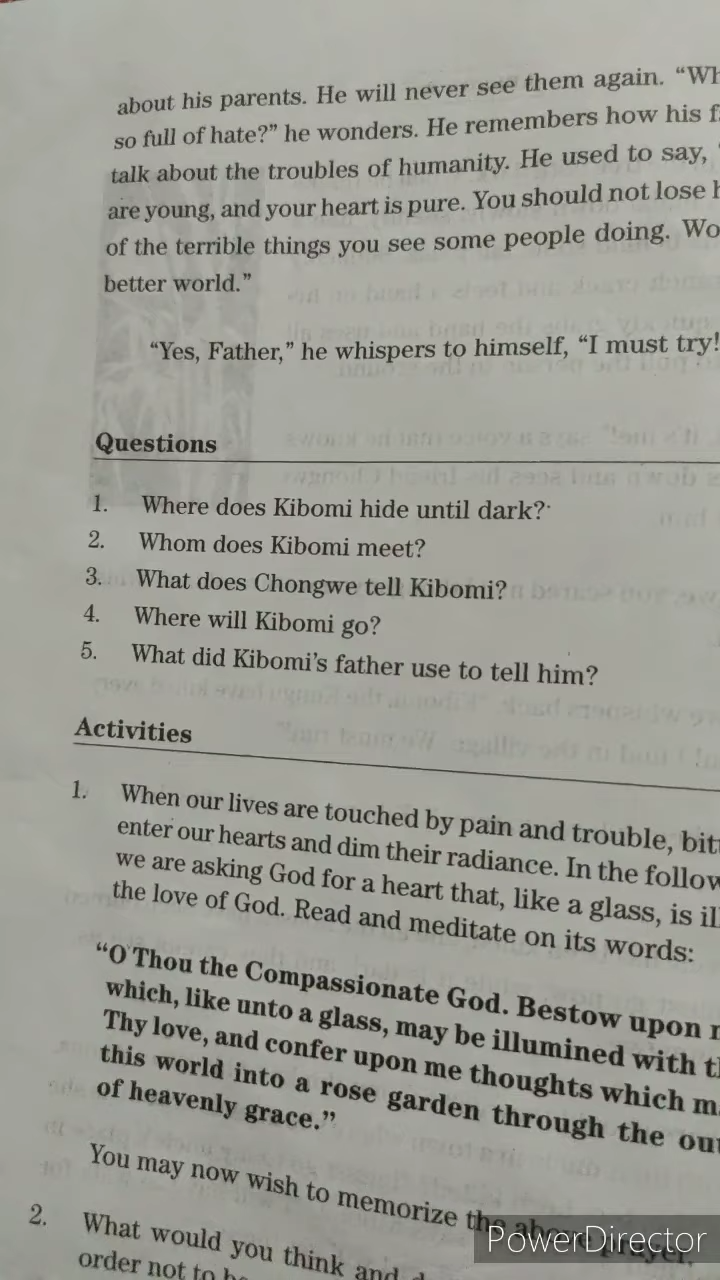 about his parents. He will never see them again. “Wh
so full of hate?” he wonders. He remembers how his f
talk about the troubles of humanity. He used to say,
are young, and your heart is pure. You should not lose h
of the terrible things you see some people doing. Wo
better world.”
“Yes, Father,” he whispers to himself, “I must try!
Questions
1. Where does Kibomi hide until dark?
2. Whom does Kibomi meet?
3. What does Chongwe tell Kibomi?
4. Where will Kibomi go?
5. What did Kibomi’s father use to tell him?
Activities
1. When our lives are touched by pain and trouble, bitt
enter our hearts and dim their radiance. In the follow
we are asking God for a heart that, like a glass, is ill
the love of God. Read and meditate on its words:
“O Thou the Compassionate God. Bestow upon
which, like unto a glass, may be illumined with th
Thy love, and confer upon me thoughts which m
this world into a rose garden through the ou
of heavenly grace.”
You may now wish to memorize the above prayer.
2. What would you think and
order not to
PowerDirector